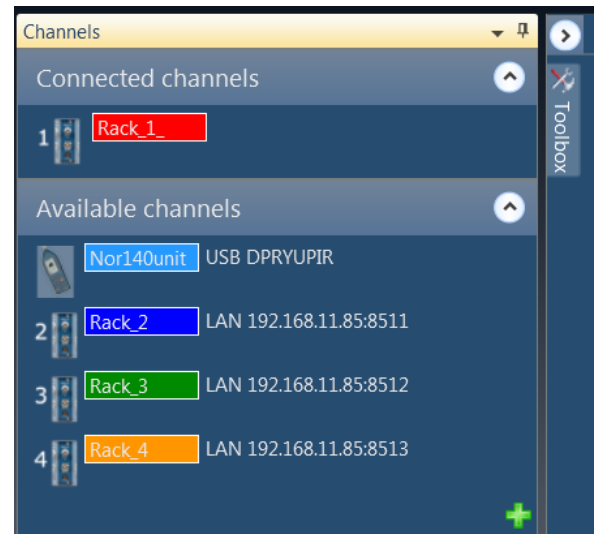 Channels
Connected channels
1 Rack_1_
Available channels
Nor140unit USB DPRYUPIR
2 Rack_2 LAN 192.168.11.85:8511
3 Rack_3 LAN 192.168.11.85:8512
4 Rack_4 LAN 192.168.11.85:8513
Toolbox